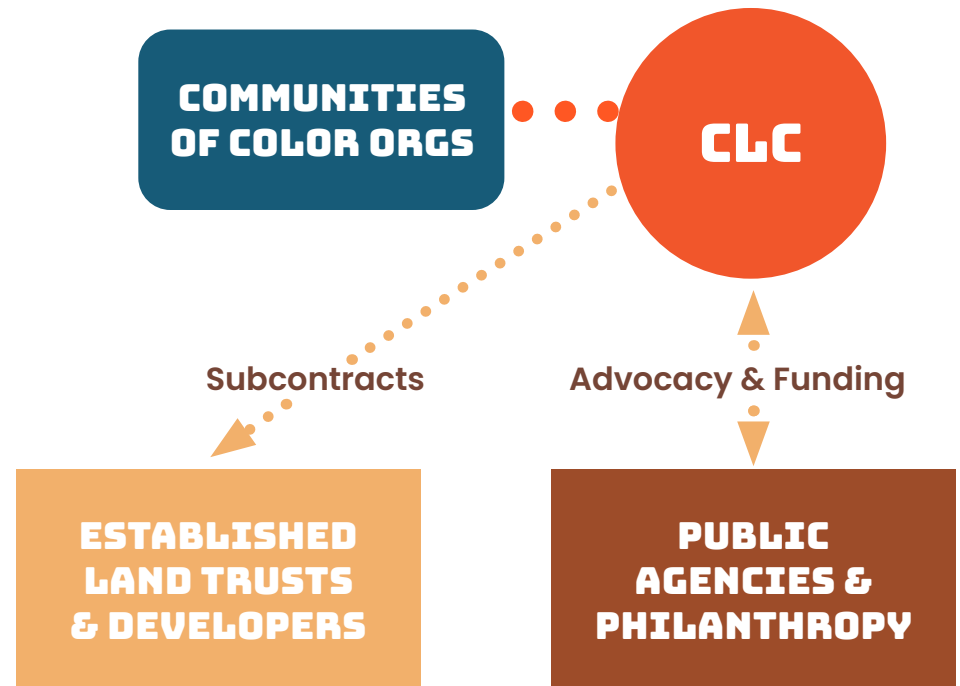 COMMUNITIES
OF COLOR ORGS
CLC
Subcontracts
Advocacy & Funding
ESTABLISHED
LAND TRUSTS
& DEVELOPERS
PUBLIC
AGENCIES &
PHILANTHROPY